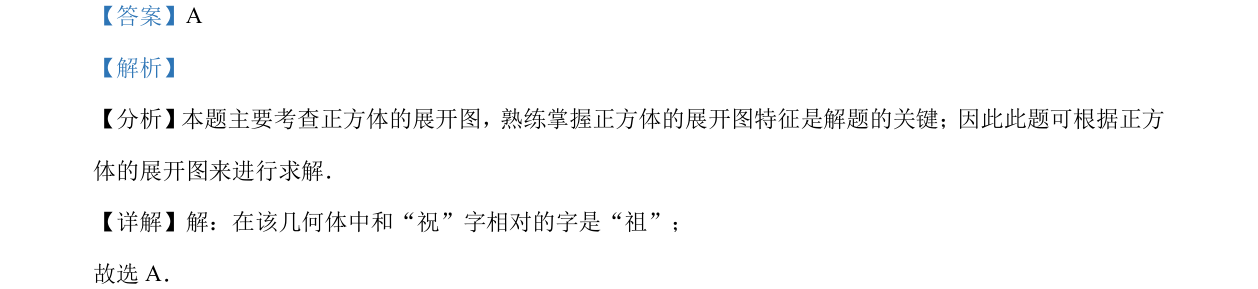 【答案】A
【解析】
【分析】本题主要考查正方体的展开图，熟练掌握正方体的展开图特征是解题的关键；因此此题可根据正方
体的展开图来进行求解．
【详解】解：在该几何体中和“祝”字相对的字是“祖”；
故选 A．